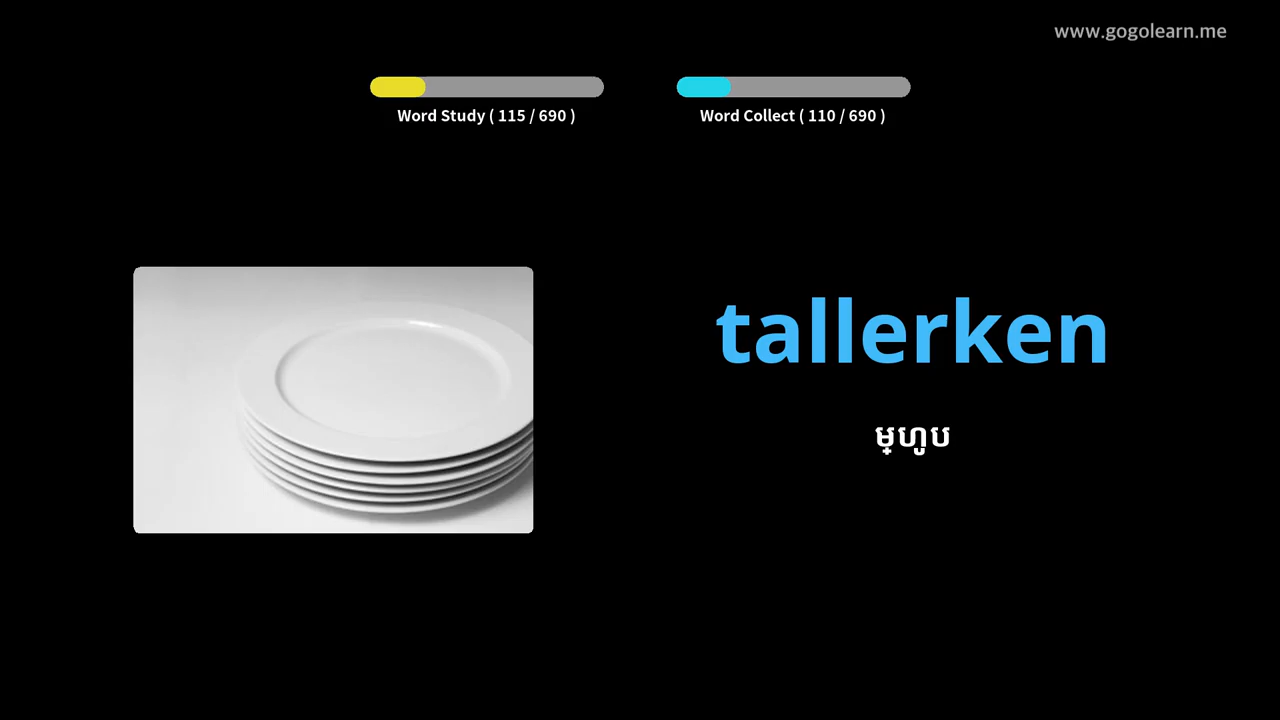 www.gogolearn.me
Word Study ( 115 / 690 )
Word Collect ( 110 / 690 )
tallerken
ម្ហូប